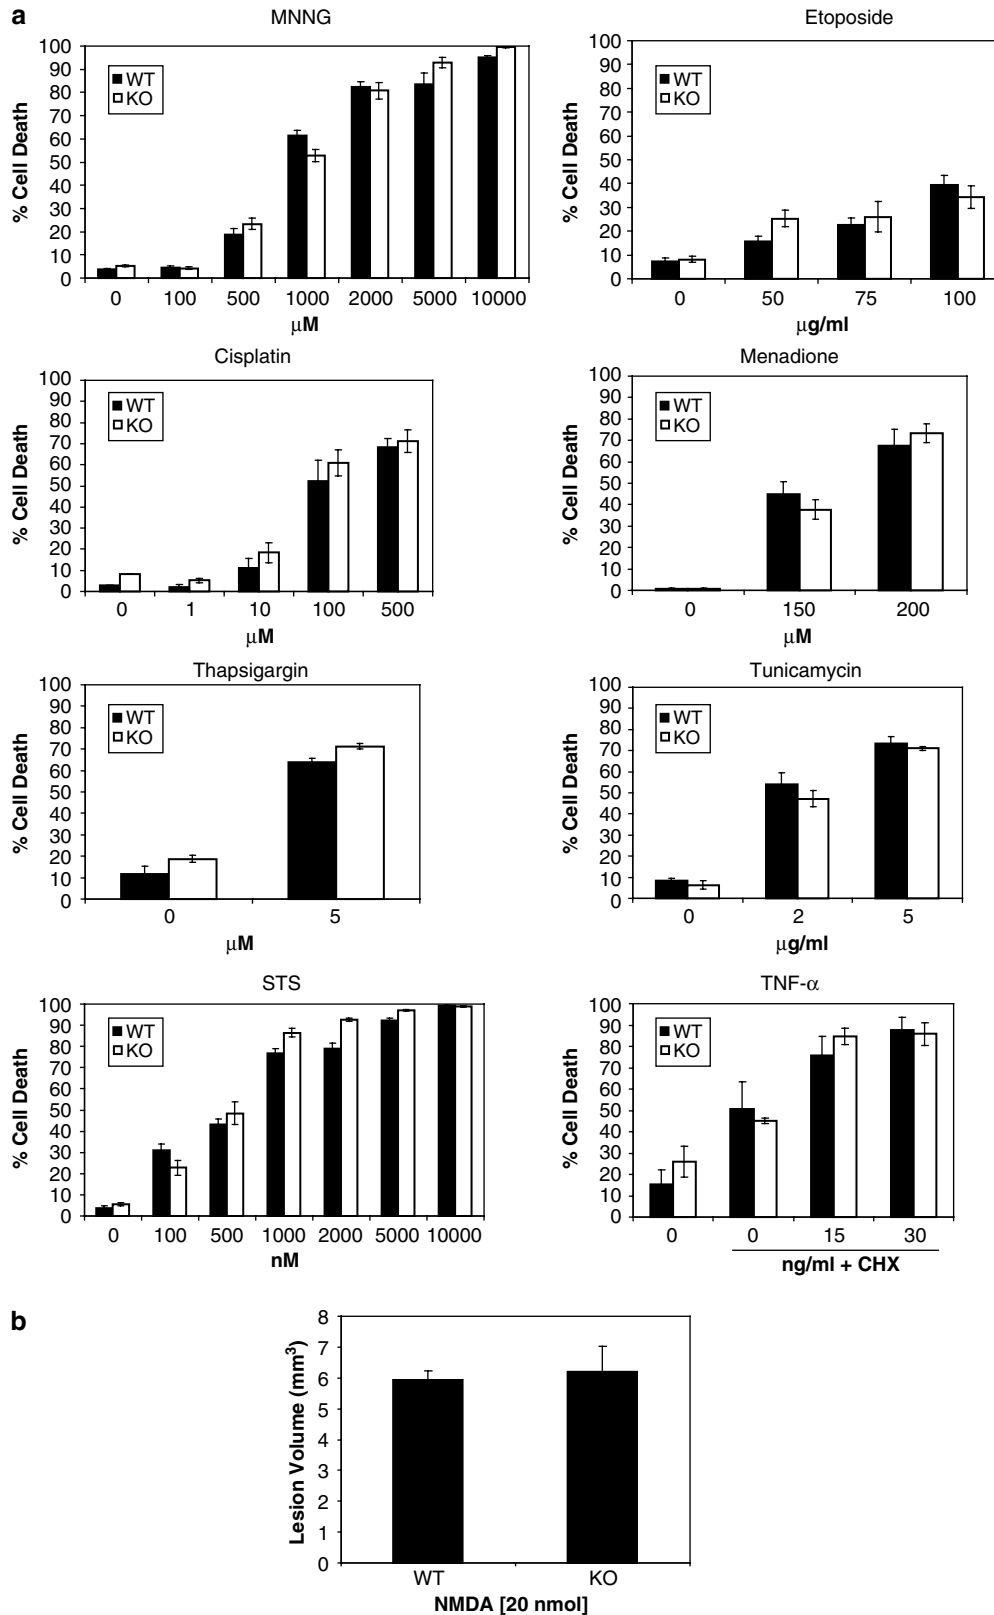 a
MNNG
% Cell Death
100
90
80
70
60
50
40
30
20
10
0
WT
KO
0 100 500 1000 2000 5000 10000
μM
Etoposide
% Cell Death
100
90
80
70
60
50
40
30
20
10
0
WT
KO
0 50 75 100
μg/ml
Cisplatin
% Cell Death
100
90
80
70
60
50
40
30
20
10
0
WT
KO
0 1 10 100 500
μM
Menadione
% Cell Death
100
90
80
70
60
50
40
30
20
10
0
WT
KO
0 150 200
μM
Thapsigargin
% Cell Death
100
90
80
70
60
50
40
30
20
10
0
WT
KO
0 5
μM
Tunicamycin
% Cell Death
100
90
80
70
60
50
40
30
20
10
0
WT
KO
0 2 5
μg/ml
STS
% Cell Death
100
90
80
70
60
50
40
30
20
10
0
WT
KO
0 100 500 1000 2000 5000 10000
nM
TNF-α
% Cell Death
100
90
80
70
60
50
40
30
20
10
0
WT
KO
0 0 15 30
ng/ml + CHX
b
Lesion Volume (mm³)
8
7
6
5
4
3
2
1
0
WT KO
NMDA [20 nmol]